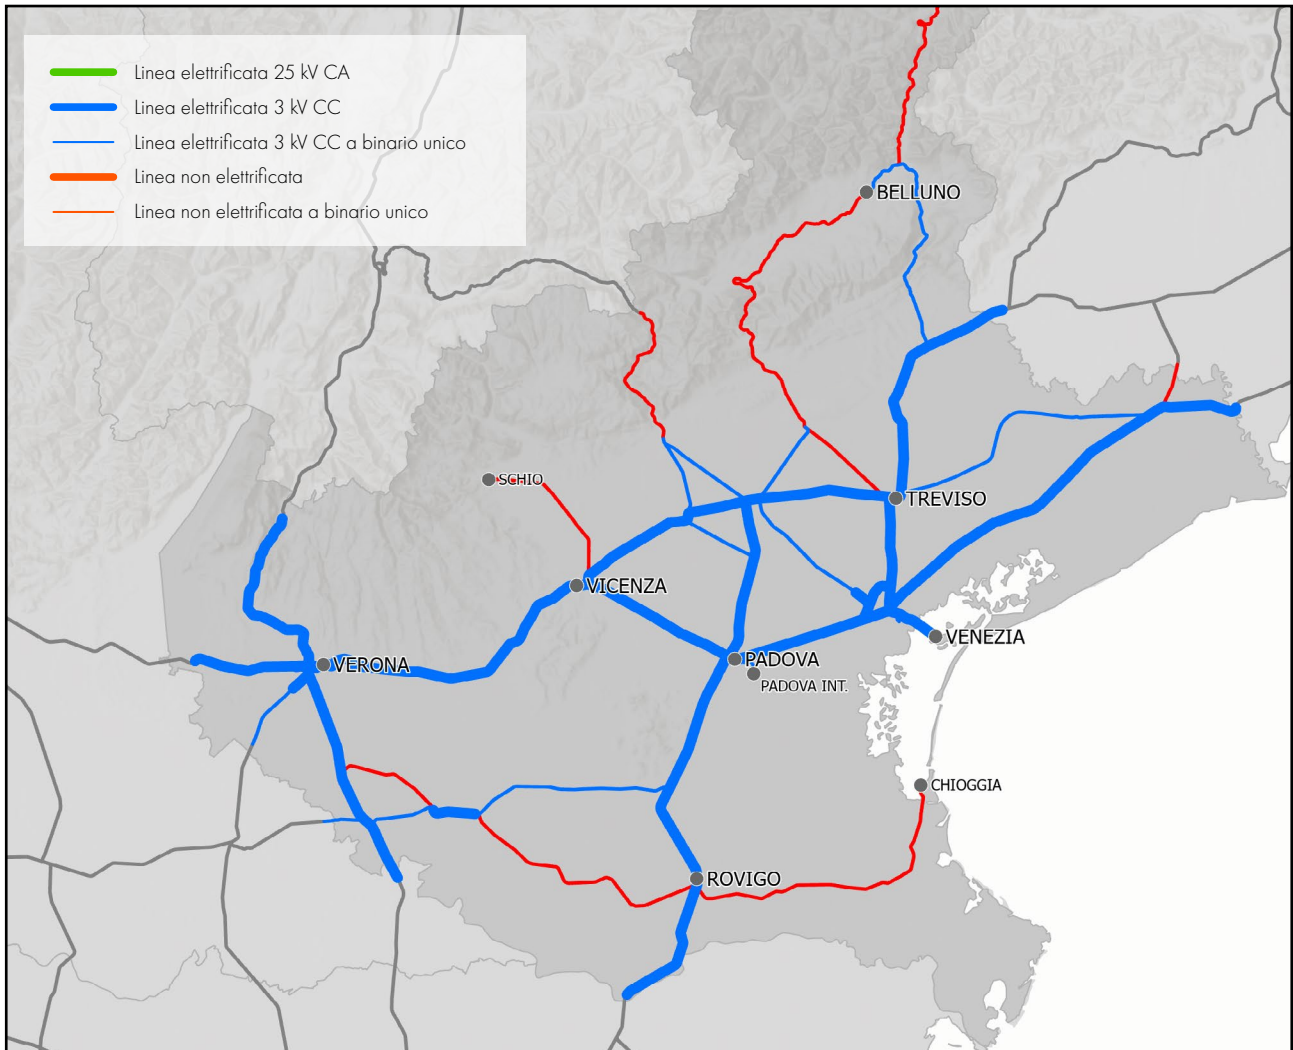 Linea elettrificata 25 kV CA
Linea elettrificata 3 kV CC
Linea elettrificata 3 kV CC a binario unico
Linea non elettrificata
Linea non elettrificata a binario unico
BELLUNO
SCHIO
TREVISO
VICENZA
VENEZIA
VERONA
PADOVA
PADOVA INT.
CHIOGGIA
ROVIGO